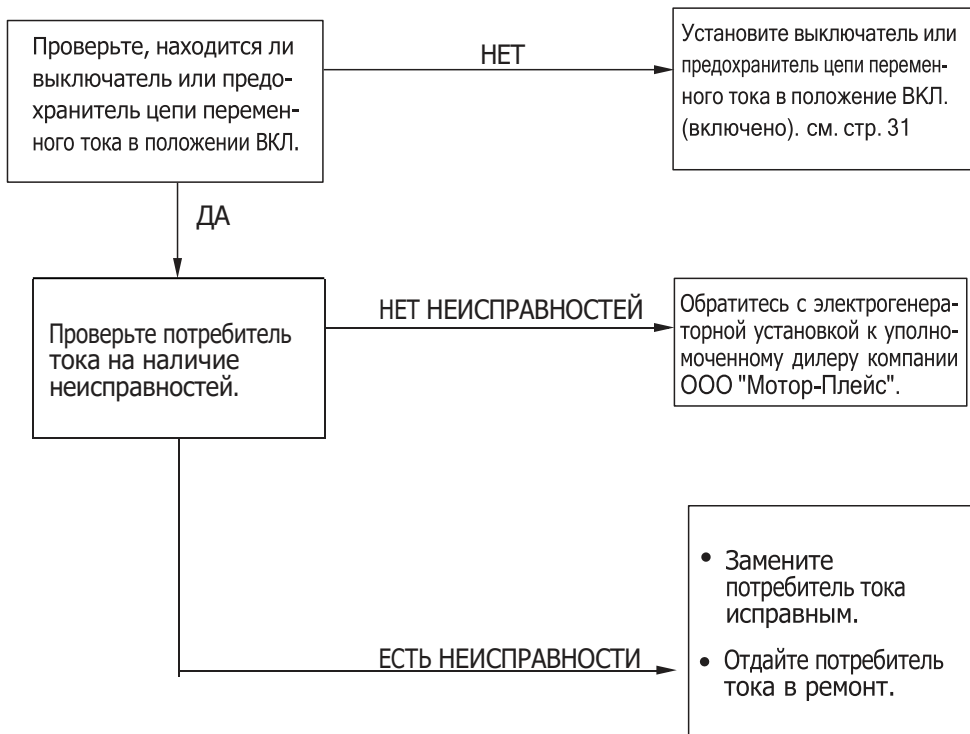 Проверьте, находится ли
выключатель или предо-
хранитель цепи перемен-
ного тока в положении ВКЛ.
НЕТ
Установите выключатель или
предохранитель цепи перемен-
ного тока в положение ВКЛ.
(включено). см. стр. 31
ДА
Проверьте потребитель
тока на наличие
неисправностей.
НЕТ НЕИСПРАВНОСТЕЙ
Обратитесь с электрогенера-
торной установкой к уполно-
моченному дилеру компании
ООО "Мотор-Плейс".
ЕСТЬ НЕИСПРАВНОСТИ
• Замените
потребитель тока
исправным.
• Отдайте потребитель
тока в ремонт.